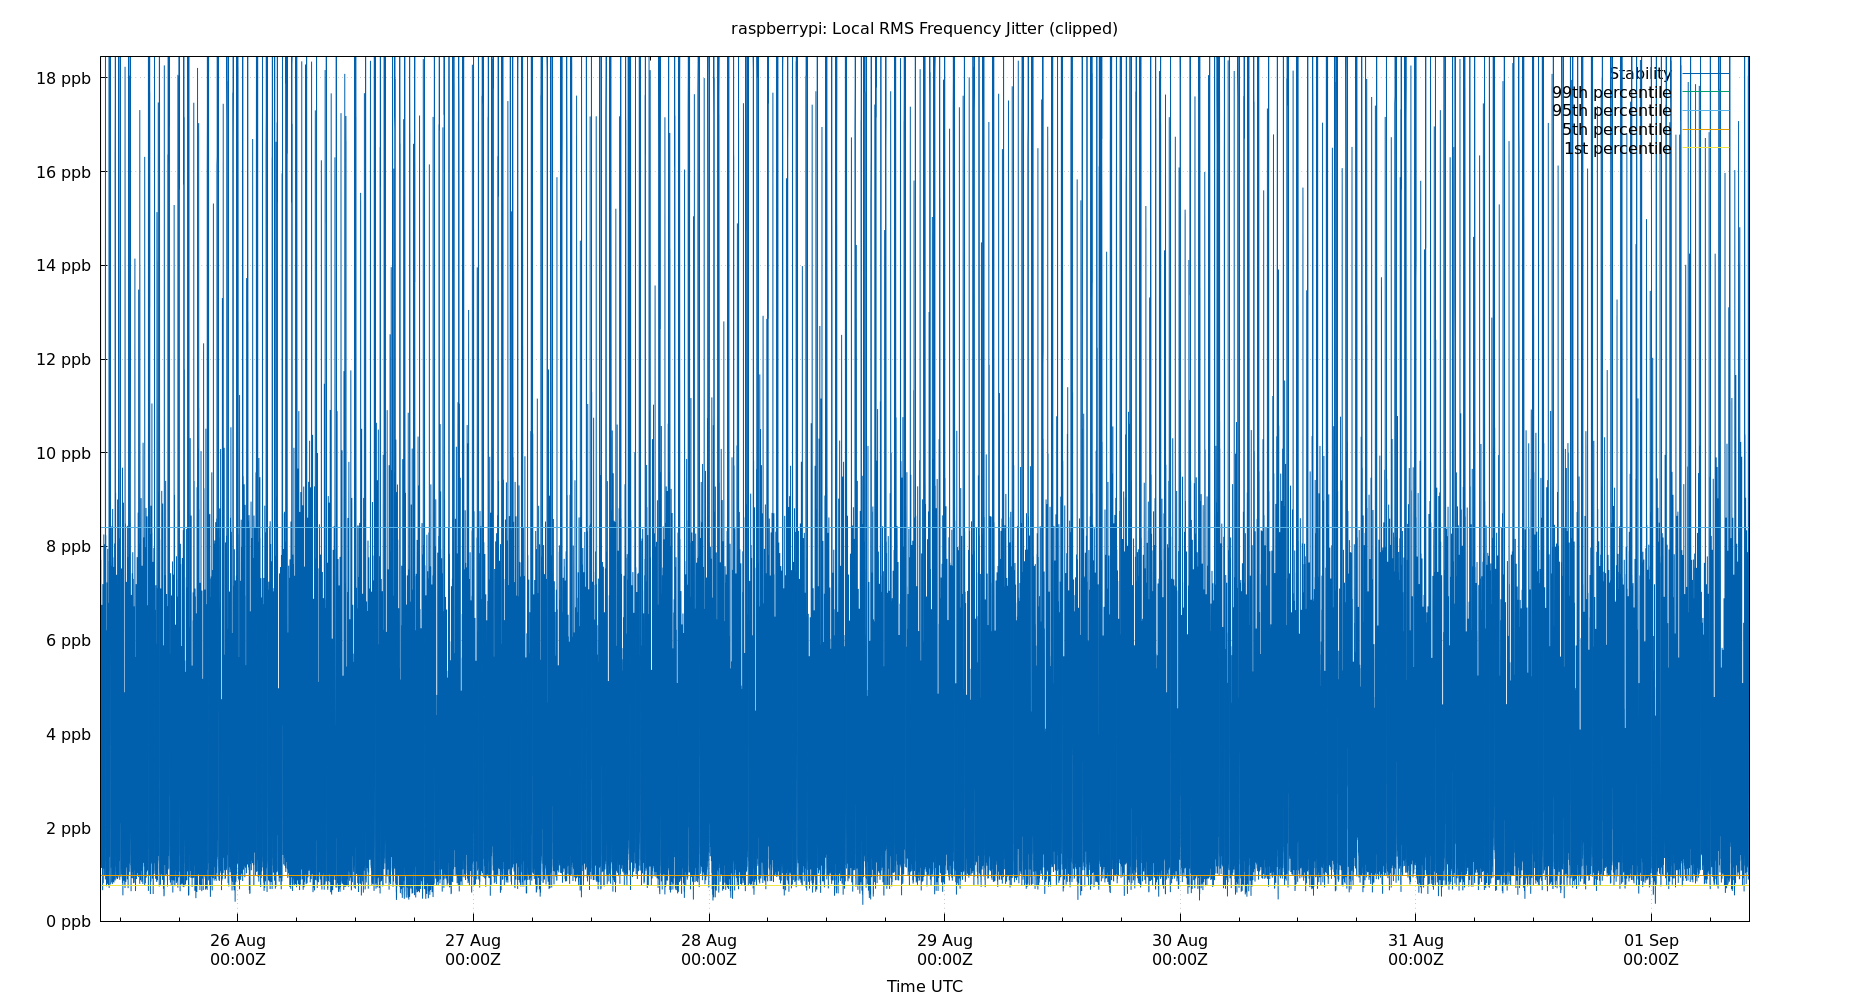 raspberrypi: Local RMS Frequency Jitter (clipped)
18 ppb
16 ppb
14 ppb
12 ppb
10 ppb
8 ppb
6 ppb
4 ppb
2 ppb
0 ppb
Stability
99th percentile
95th percentile
5th percentile
1st percentile
26 Aug 27 Aug 28 Aug 29 Aug 30 Aug 31 Aug 01 Sep
00:00Z 00:00Z 00:00Z 00:00Z 00:00Z 00:00Z 00:00Z
Time UTC